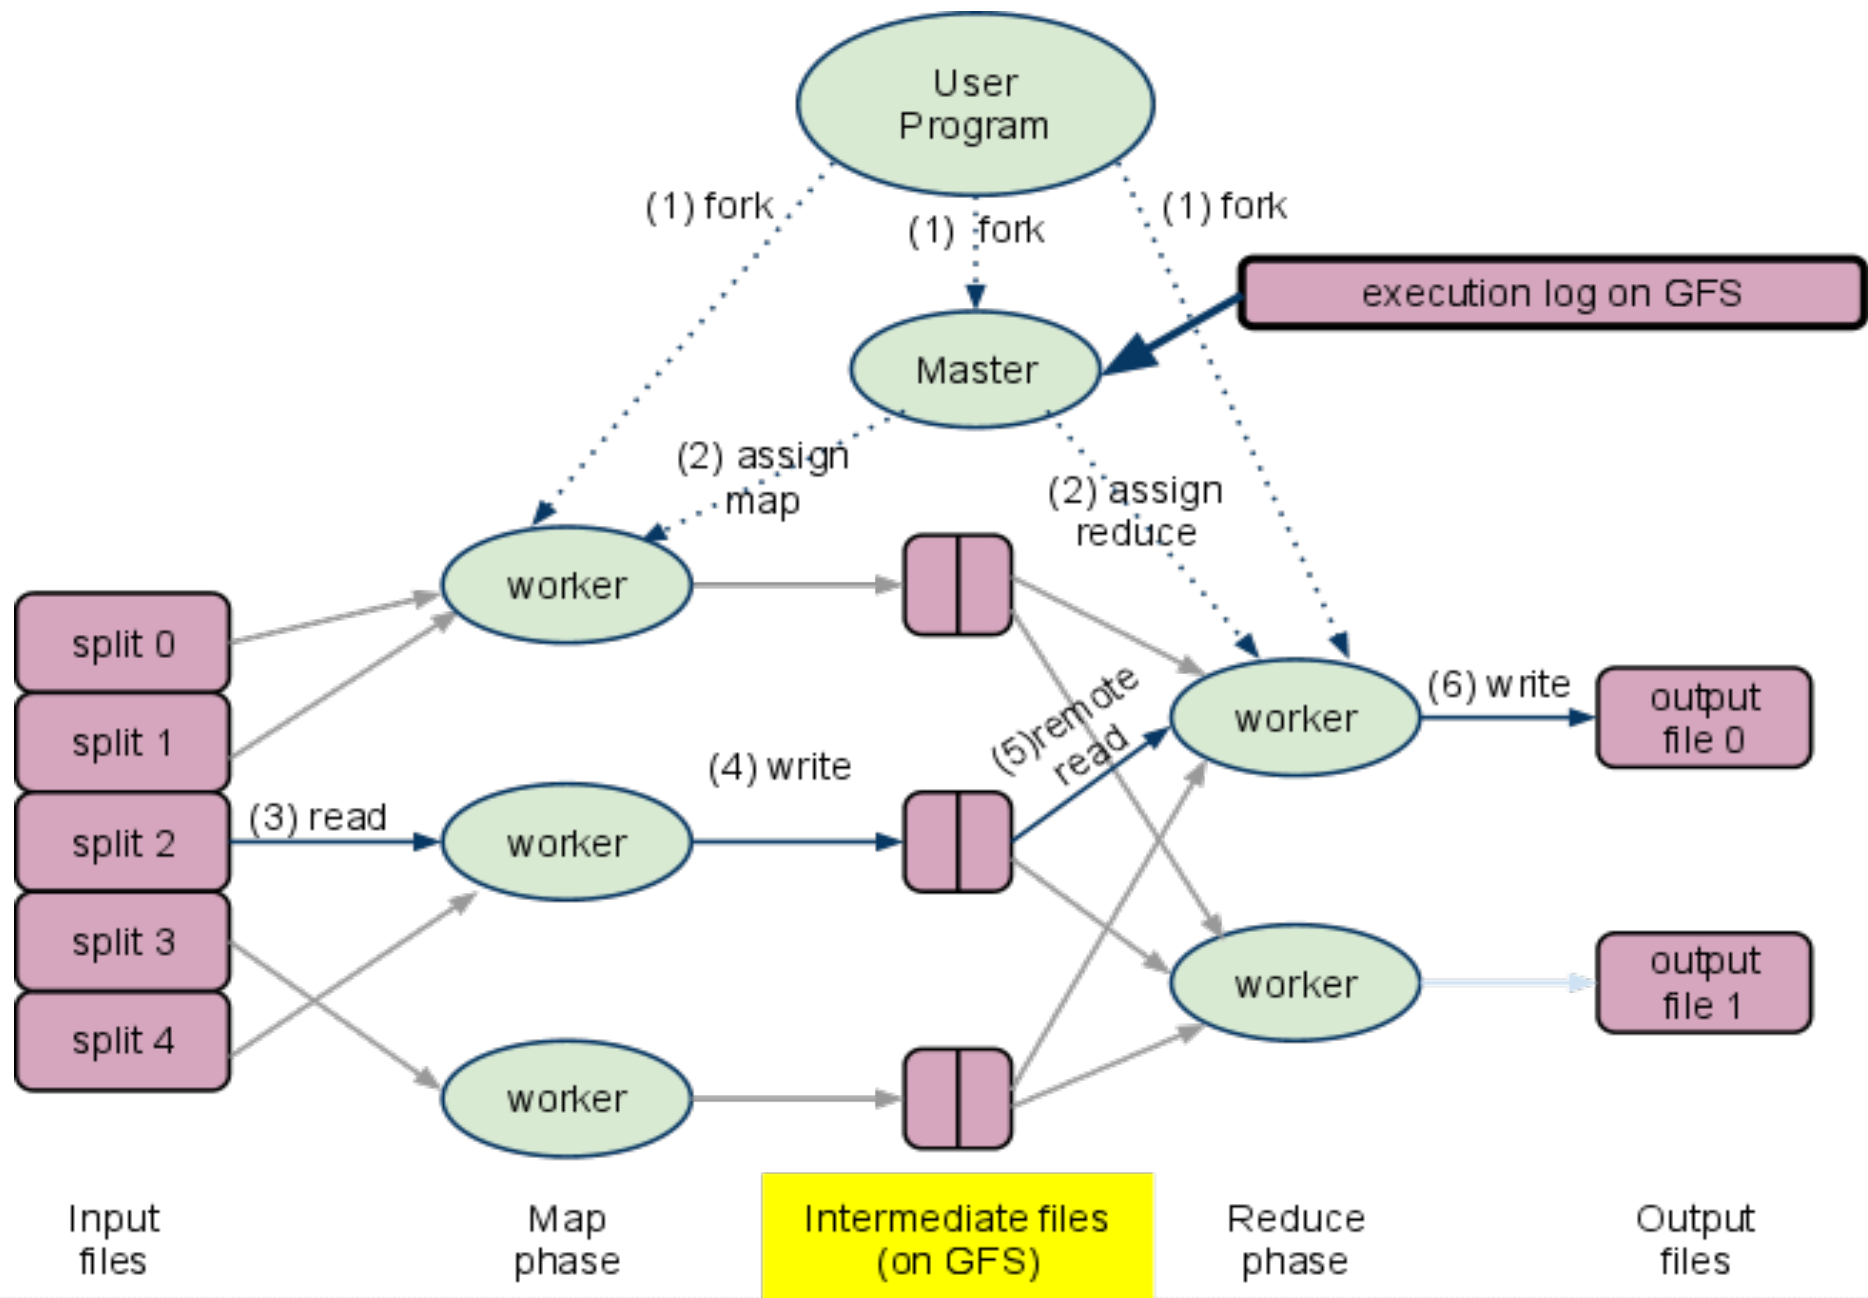 User
Program
(1) fork
(1) fork
(1) fork
execution log on GFS
Master
(2) assign
map
(2) assign
reduce
worker
split 0
split 1
split 2
split 3
split 4
(3) read
worker
(4) write
(5)remote
read
worker
(6) write
output
file 0
worker
output
file 1
worker
Input
files
Map
phase
Intermediate files
(on GFS)
Reduce
phase
Output
files